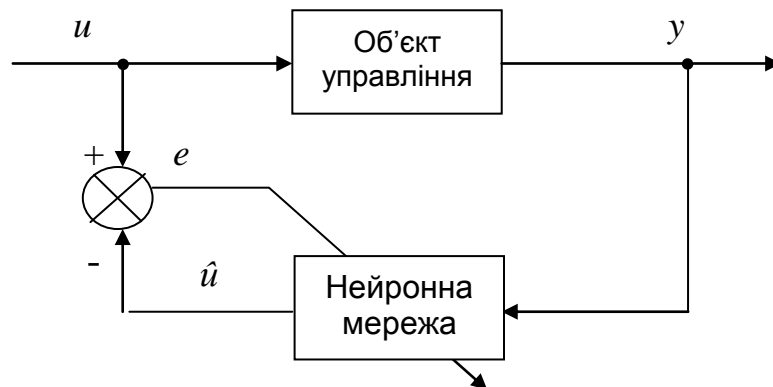 u
Об’єкт
управління
y
+
e
-
û
Нейронна
мережа